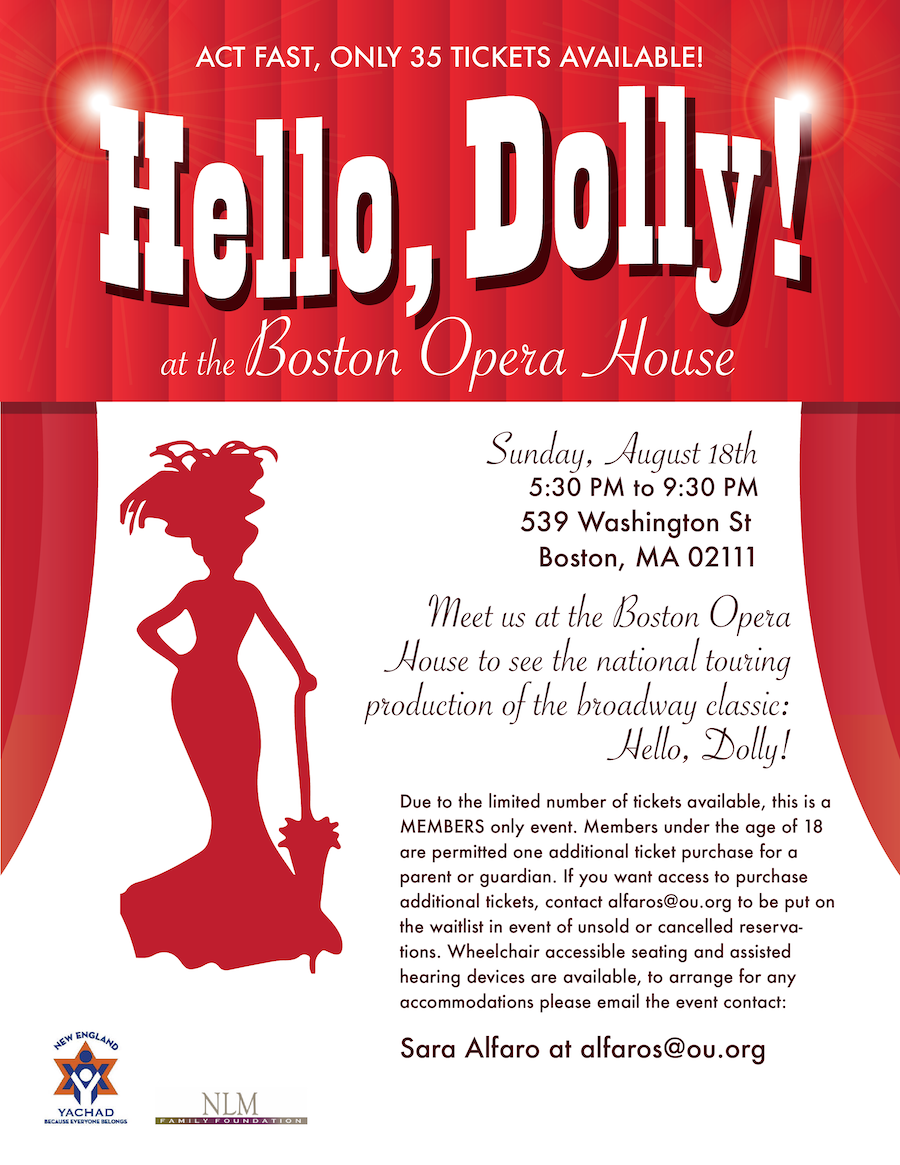 ACT FAST, ONLY 35 TICKETS AVAILABLE!
Hello, Dolly!
at the Boston Opera House
Sunday, August 18th
5:30 PM to 9:30 PM
539 Washington St
Boston, MA 02111
Meet us at the Boston Opera
House to see the national touring
production of the broadway classic:
Hello, Dolly!
Due to the limited number of tickets available, this is a
MEMBERS only event. Members under the age of 18
are permitted one additional ticket purchase for a
parent or guardian. If you want access to purchase
additional tickets, contact alfaros@ou.org to be put on
the waitlist in event of unsold or cancelled reserva-
tions. Wheelchair accessible seating and assisted
hearing devices are available, to arrange for any
accommodations please email the event contact:
Sara Alfaro at alfaros@ou.org
NEW ENGLAND
YACHAD
BECAUSE EVERYONE BELONGS
NLM
FAMILY FOUNDATION